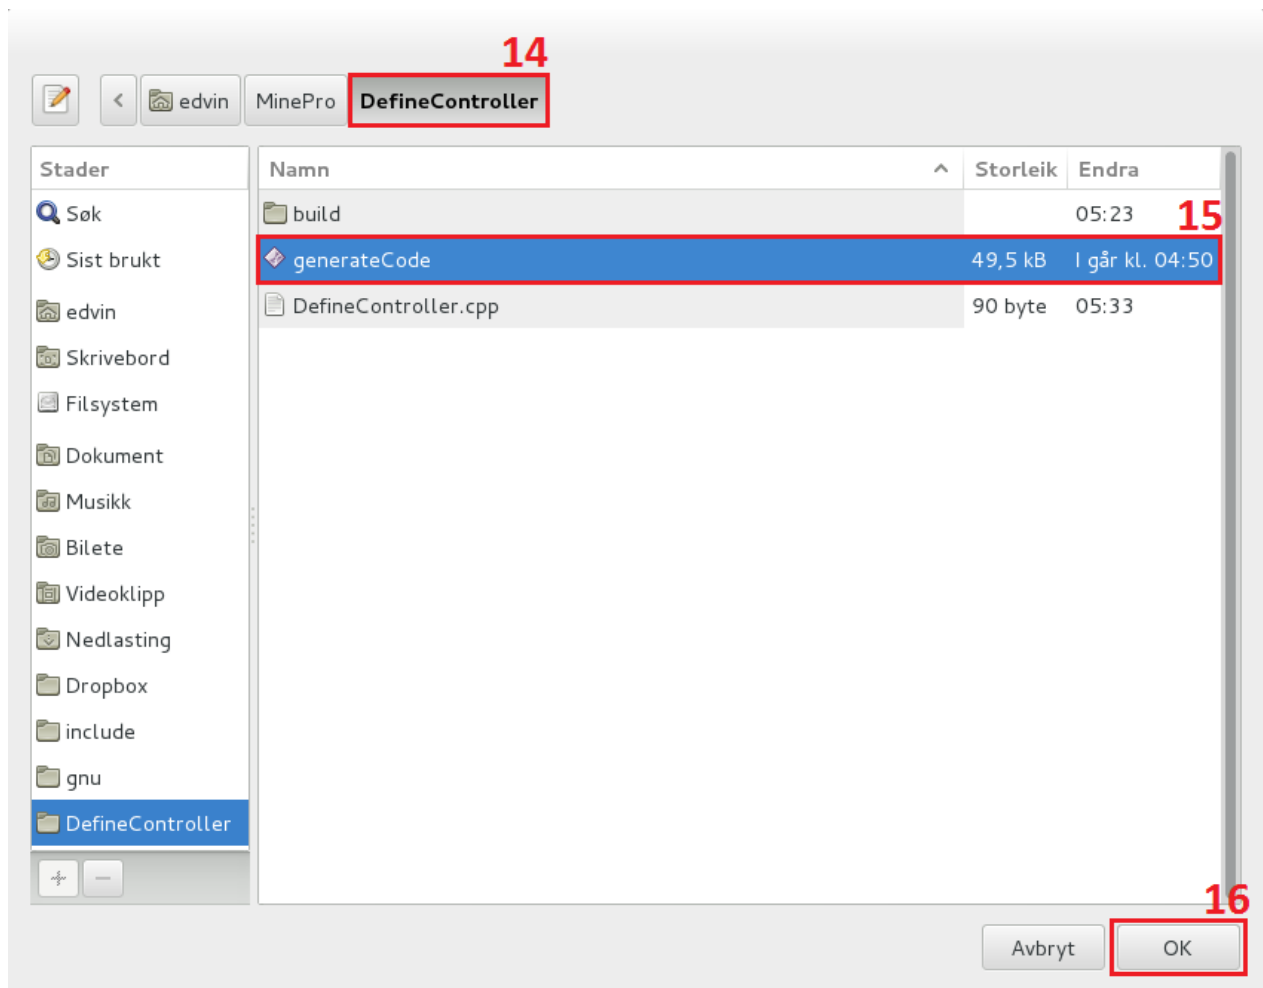 14
edvin MinePro DefineController
Stader
Søk
Sist brukt
edvin
Skrivebord
Filsystem
Dokument
Musikk
Bilete
Videoklipp
Nedlasting
Dropbox
include
gnu
DefineController
Namn Storleik Endra
build 05:23
15
generateCode 49,5 kB I går kl. 04:50
DefineController.cpp 90 byte 05:33
16
Avbryt OK